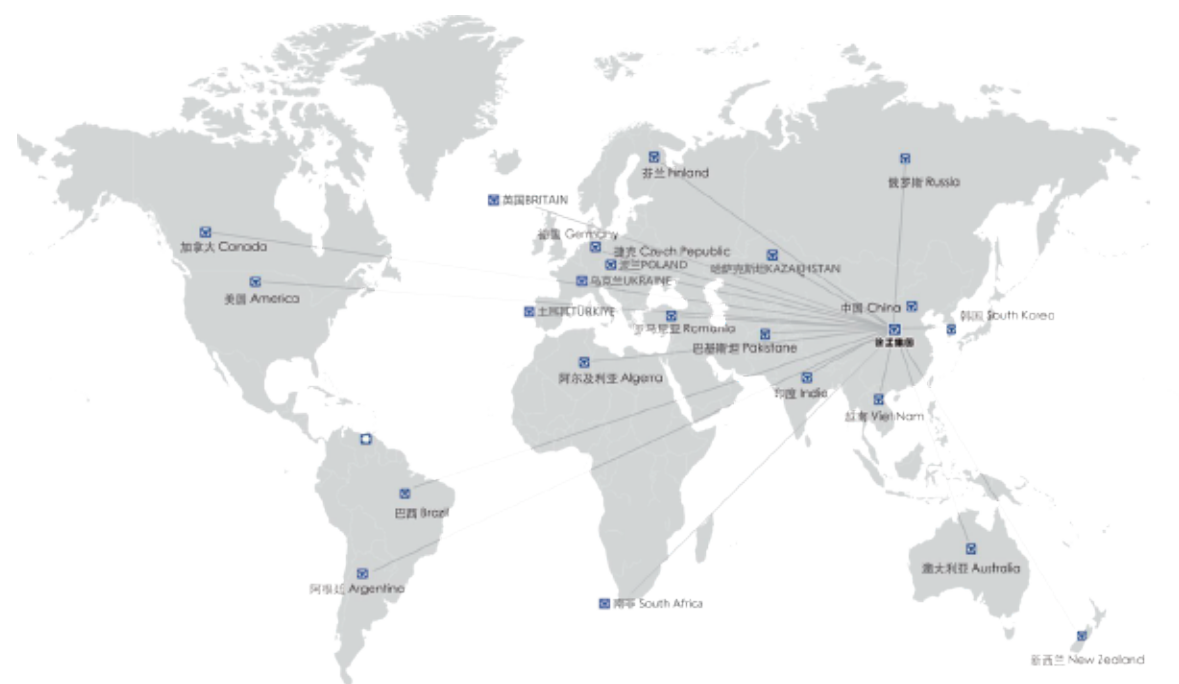 芬兰 Finland
俄罗斯 Russia
英国BRITAIN
德国 Germany
加拿大 Canada
捷克 Czech Pepublic
波兰POLAND
哈萨克斯坦KAZAKHSTAN
乌克兰UKRAINE
美国 America
中国 China
土耳其TÜRKIYE
韩国 South Korea
罗马尼亚 Romania
巴基斯坦 Pakistane
阿尔及利亚 Algerra
印度 Indie
越南 Viet Nam
巴西 Brazil
澳大利亚 Australia
阿根廷 Argentina
南非 South Africa
新西兰 New Zealand